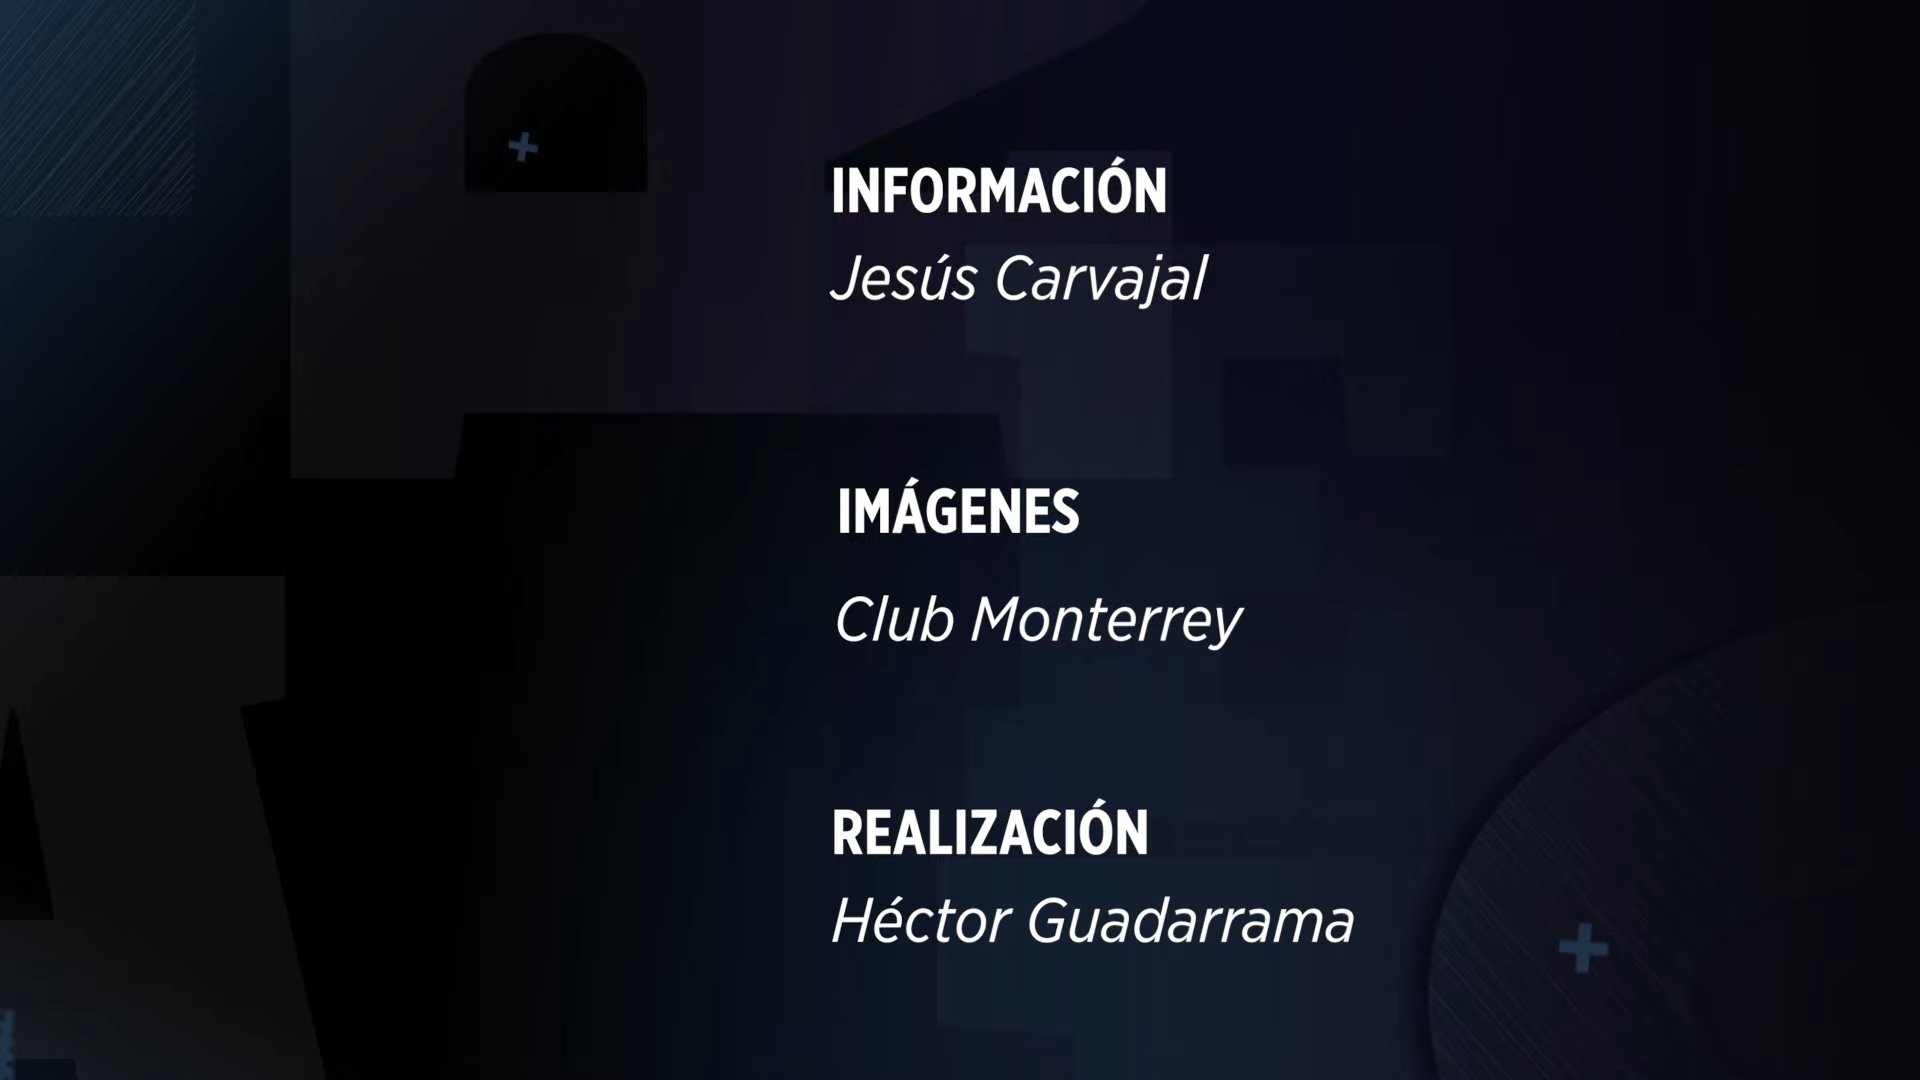 INFORMACIÓN
Jesús Carvajal
IMÁGENES
Club Monterrey
REALIZACIÓN
Héctor Guadarrama